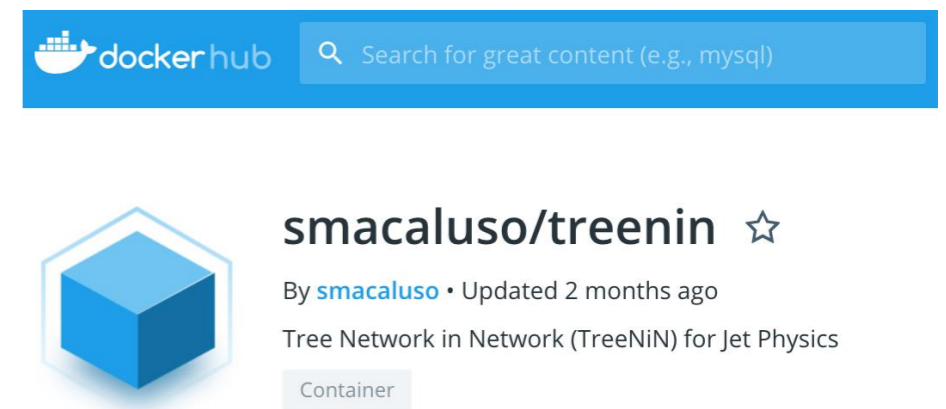 dockerhub
Search for great content (e.g., mysql)
smacaluso/treenin
By smacaluso • Updated 2 months ago
Tree Network in Network (TreeNiN) for Jet Physics
Container